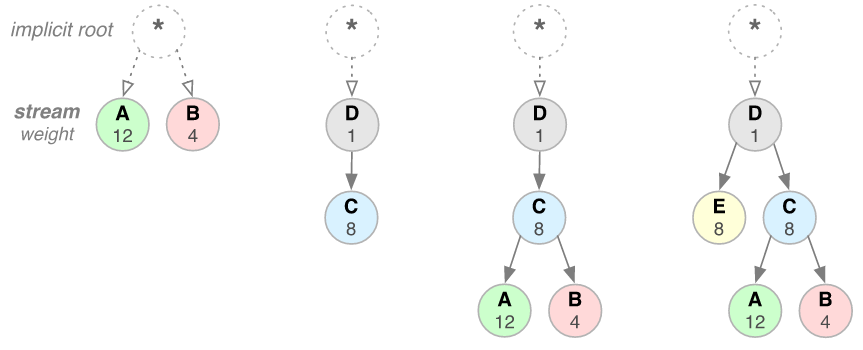 implicit root * * * *
stream A B D D D
weight 12 4 1 1 1
C C E C
8 8 8 8
A B A B
12 4 12 4